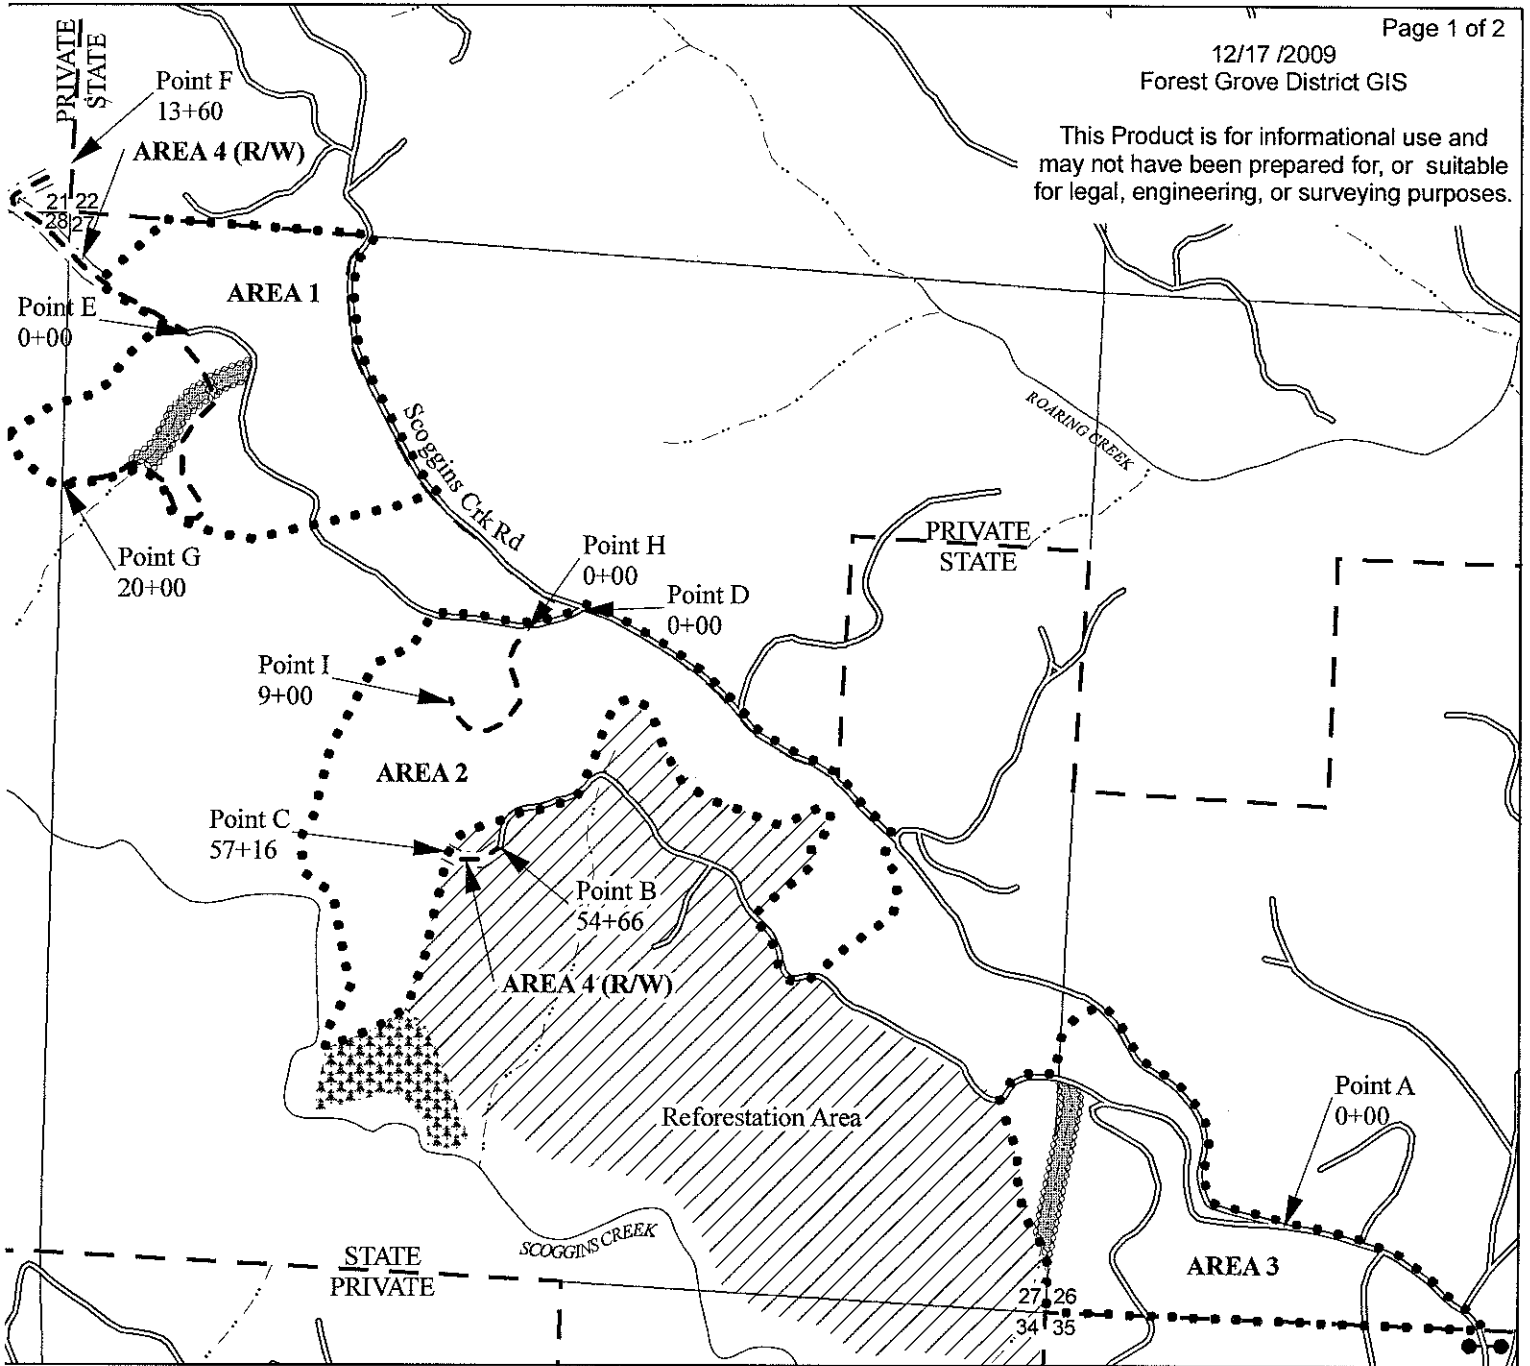 Page 1 of 2
12/17 /2009
Forest Grove District GIS
This Product is for informational use and
may not have been prepared for, or suitable
for legal, engineering, or surveying purposes.
PRIVATE
STATE
Point F
13+60
AREA 4 (R/W)
21 22
28 27
AREA 1
Point E
0+00
Scoggins Crk Rd
ROARING CREEK
Point G
20+00
Point H
0+00
PRIVATE
STATE
Point D
0+00
Point I
9+00
AREA 2
Point C
57+16
Point B
54+66
AREA 4 (R/W)
Reforestation Area
Point A
0+00
SCOGGINS CREEK
STATE
PRIVATE
AREA 3
27 26
34 35